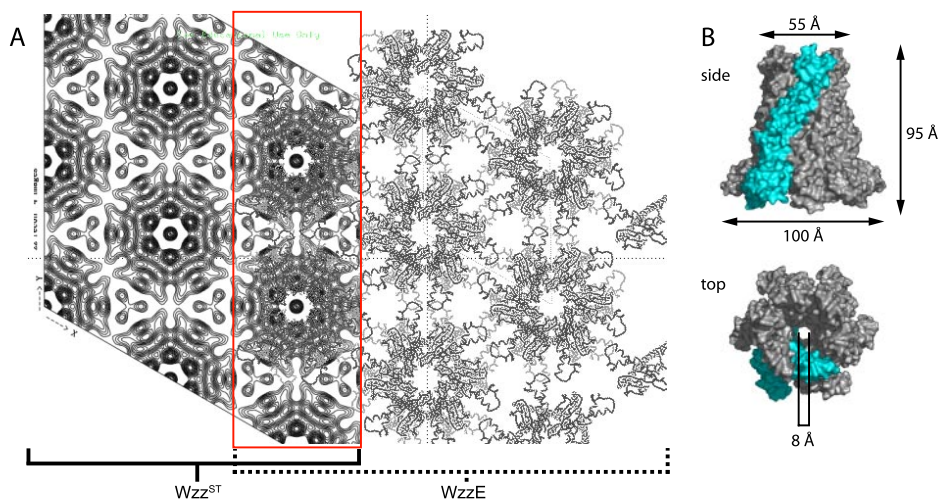 A
B
55 Å
side
95 Å
100 Å
top
8 Å
Y
X
Wzz^ST
WzzE